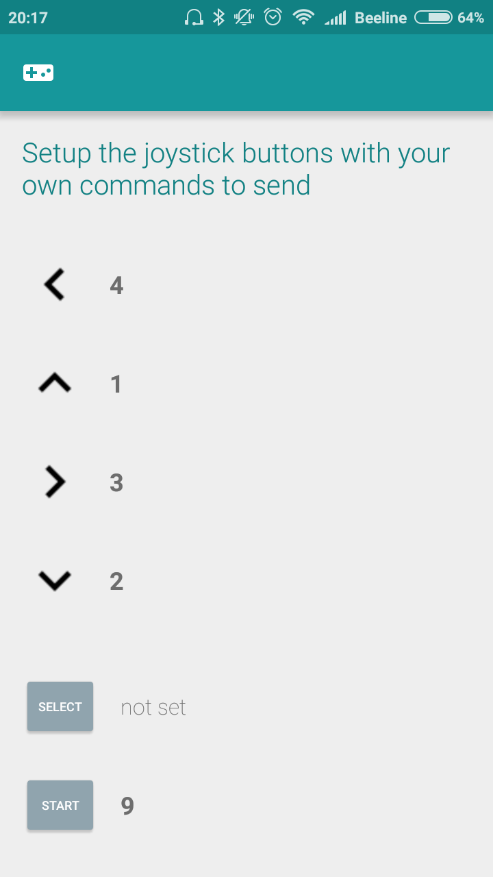 20:17 Beeline 64%
Setup the joystick buttons with your
own commands to send
4
1
3
2
SELECT not set
START 9